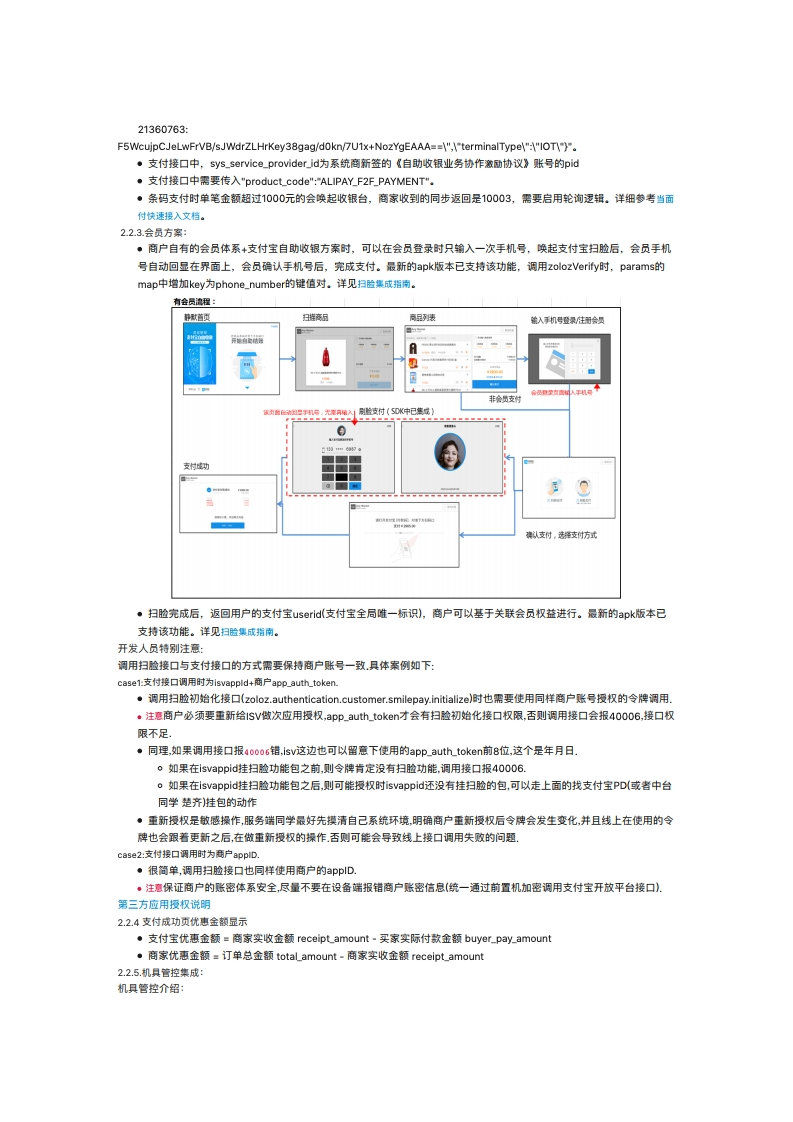 21360763:
F5WcujpCJeLwFrVB/sJWdrZLHrKey38gag/d0kn/7U1x+NozYgEAAA==\",\"terminalType\":\"IOT\"}"。
● 支付接口中，sys_service_provider_id为系统商新签的《自助收银业务协作激励协议》账号的pid
● 支付接口中需要传入"product_code":"ALIPAY_F2F_PAYMENT"。
● 条码支付时单笔金额超过1000元的会唤起收银台，商家收到的同步返回是10003，需要启用轮询逻辑。详细参考当面
付快速接入文档。
2.2.3.会员方案：
● 商户自有的会员体系+支付宝自助收银方案时，可以在会员登录时只输入一次手机号，唤起支付宝扫脸后，会员手机
号自动回显在界面上，会员确认手机号后，完成支付。最新的apk版本已支持该功能，调用zolozVerify时，params的
map中增加key为phone_number的键值对。详见扫脸集成指南。
有会员流程：
静默首页
扫描商品
商品列表
输入手机号登录/注册会员
开始自助结账
会员登录页面输入手机号
非会员支付
该页面自动回显手机号，无需再输入
刷脸支付（SDK中已集成）
支付成功
确认支付，选择支付方式
● 扫脸完成后，返回用户的支付宝userid(支付宝全局唯一标识)，商户可以基于关联会员权益进行。最新的apk版本已
支持该功能。详见扫脸集成指南。
开发人员特别注意:
调用扫脸接口与支付接口的方式需要保持商户账号一致,具体案例如下:
case1:支付接口调用时为isvappId+商户app_auth_token.
● 调用扫脸初始化接口(zoloz.authentication.customer.smilepay.initialize)时也需要使用同样商户账号授权的令牌调用.
● 注意商户必须要重新给ISV做次应用授权,app_auth_token才会有扫脸初始化接口权限,否则调用接口会报40006,接口权
限不足.
● 同理,如果调用接口报40006错,isv这边也可以留意下使用的app_auth_token前8位,这个是年月日.
○ 如果在isvappid挂扫脸功能包之前,则令牌肯定没有扫脸功能,调用接口报40006.
○ 如果在isvappid挂扫脸功能包之后,则可能授权时isvappid还没有挂扫脸的包,可以走上面的找支付宝PD(或者中台
同学 楚齐)挂包的动作
● 重新授权是敏感操作,服务端同学最好先摸清自己系统环境,明确商户重新授权后令牌会发生变化,并且线上在使用的令
牌也会跟着更新之后,在做重新授权的操作.否则可能会导致线上接口调用失败的问题.
case2:支付接口调用时为商户appID.
● 很简单,调用扫脸接口也同样使用商户的appID.
● 注意保证商户的账密体系安全,尽量不要在设备端报错商户账密信息(统一通过前置机加密调用支付宝开放平台接口).
第三方应用授权说明
2.2.4 支付成功页优惠金额显示
● 支付宝优惠金额 = 商家实收金额 receipt_amount - 买家实际付款金额 buyer_pay_amount
● 商家优惠金额 = 订单总金额 total_amount - 商家实收金额 receipt_amount
2.2.5.机具管控集成：
机具管控介绍：